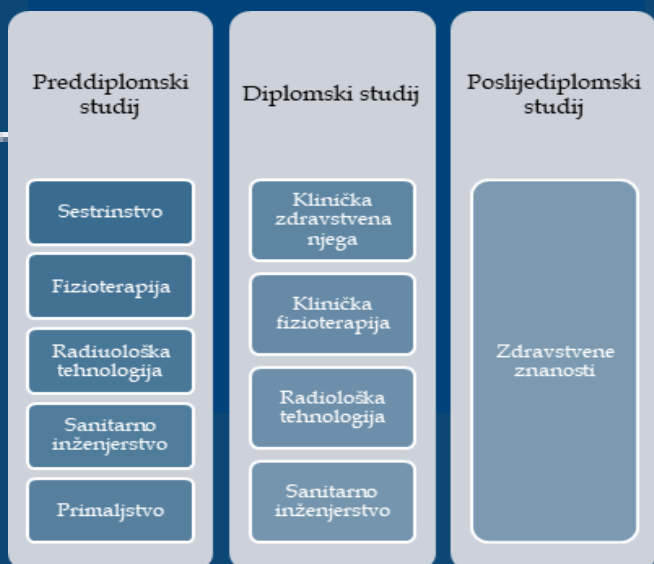 Preddiplomski
studij
Sestrinstvo
Fizioterapija
Radiuološka
tehnologija
Sanitarno
inženjerstvo
Primaljstvo
Diplomski studij
Klinička
zdravstvena
njega
Klinička
fizioterapija
Radiološka
tehnologija
Sanitarno
inženjerstvo
Poslijediplomski
studij
Zdravstvene
znanosti